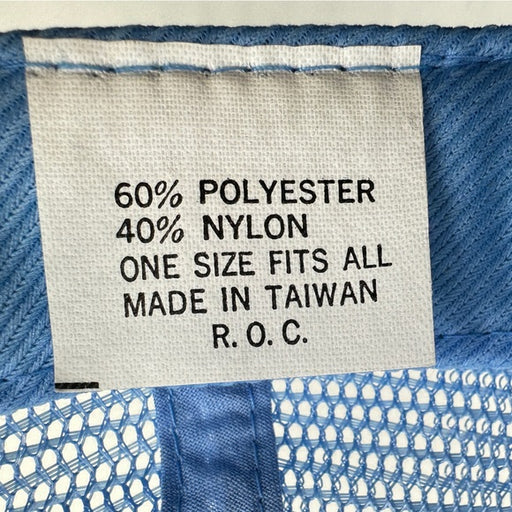 60% POLYESTER
40% NYLON
ONE SIZE FITS ALL
MADE IN TAIWAN
R. O. C.